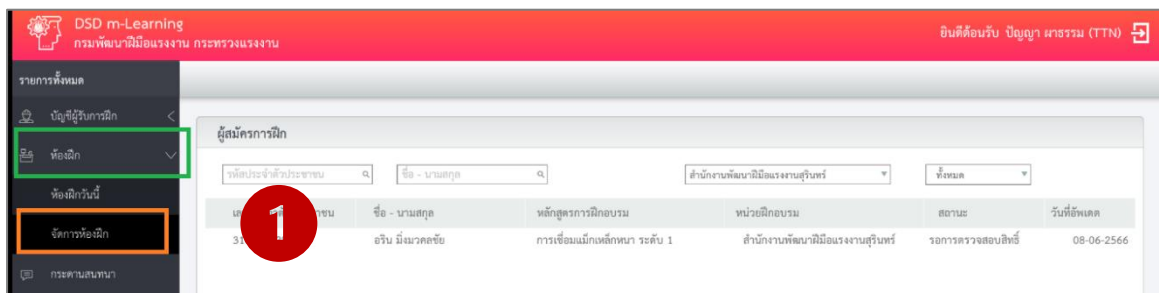 DSD m-Learning
กรมพัฒนาฝีมือแรงงาน กระทรวงแรงงาน
ยินดีต้อนรับ ปัญญา ผาธรรม (TTN)
รายการทั้งหมด
บัญชีผู้รับการฝึก
ห้องฝึก
ห้องฝึกวันนี้
จัดการห้องฝึก
กระดานสนทนา
ผู้สมัครการฝึก
รหัสประจำตัวประชาชน ชื่อ - นามสกุล สำนักงานพัฒนาฝีมือแรงงานสุรินทร์ ทั้งหมด
ชื่อ - นามสกุล หลักสูตรการฝึกอบรม หน่วยฝึกอบรม สถานะ วันที่อัพเดต
31 อริน มิ่งมวคลชัย การเชื่อมแม็กเหล็กหนา ระดับ 1 สำนักงานพัฒนาฝีมือแรงงานสุรินทร์ รอการตรวจสอบสิทธิ์ 08-06-2566
1